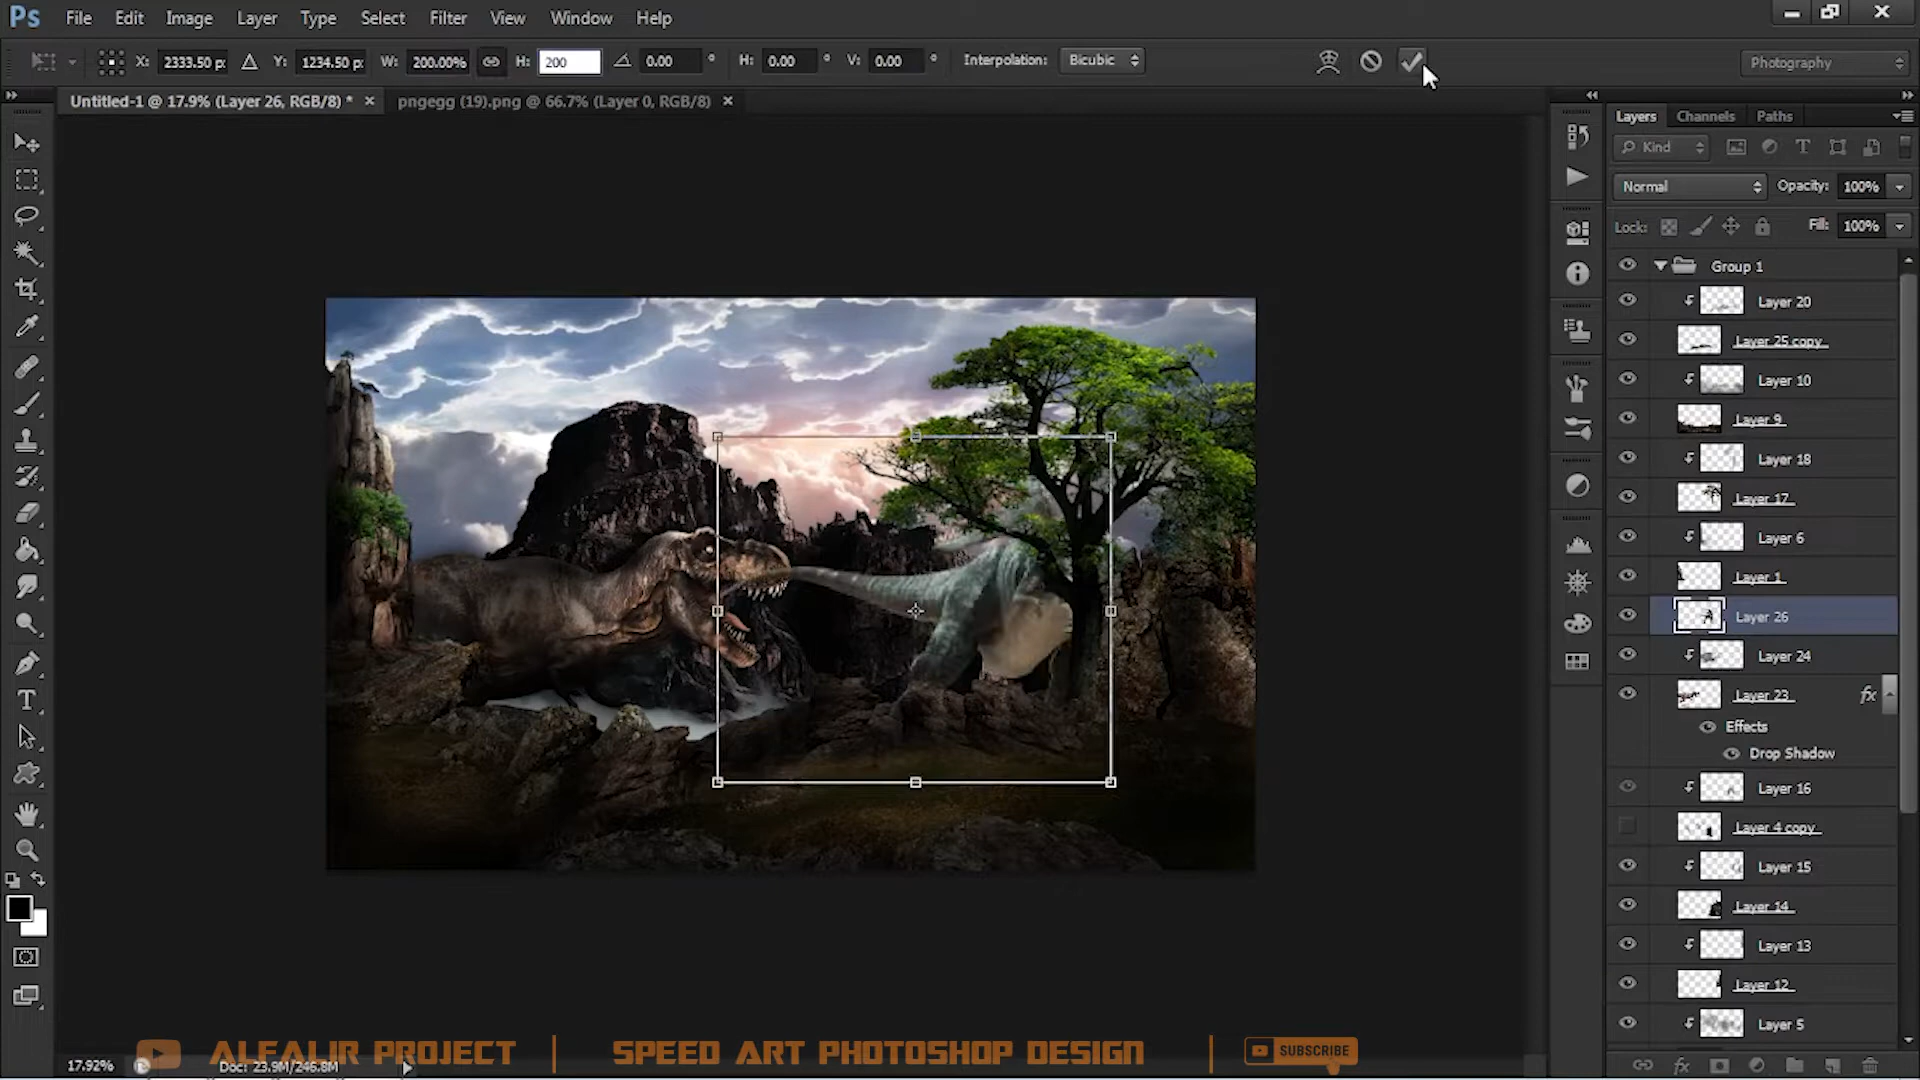 Ps File Edit Image Layer Type Select Filter View Window Help
X: 2333.50 p: Y: 1234.50 p: W: 200.00% H: 200 0.00 ° H: 0.00 ° V: 0.00 ° Interpolation: Bicubic Photography
Untitled-1 @ 17.9% (Layer 26, RGB/8) * × pngegg (19).png @ 66.7% (Layer 0, RGB/8) ×
Layers Channels Paths
Kind
Normal Opacity: 100%
Lock: Fill: 100%
Group 1
Layer 20
Layer 25 copy
Layer 10
Layer 9
Layer 18
Layer 17
Layer 6
Layer 1
Layer 26
Layer 24
Layer 23 fx
Effects
Drop Shadow
Layer 16
Layer 4 copy
Layer 15
Layer 14
Layer 13
Layer 12
Layer 5
ALFALIR PROJECT | SPEED ART PHOTOSHOP DESIGN | SUBSCRIBE
17.92% Doc: 23.9M/246.8M